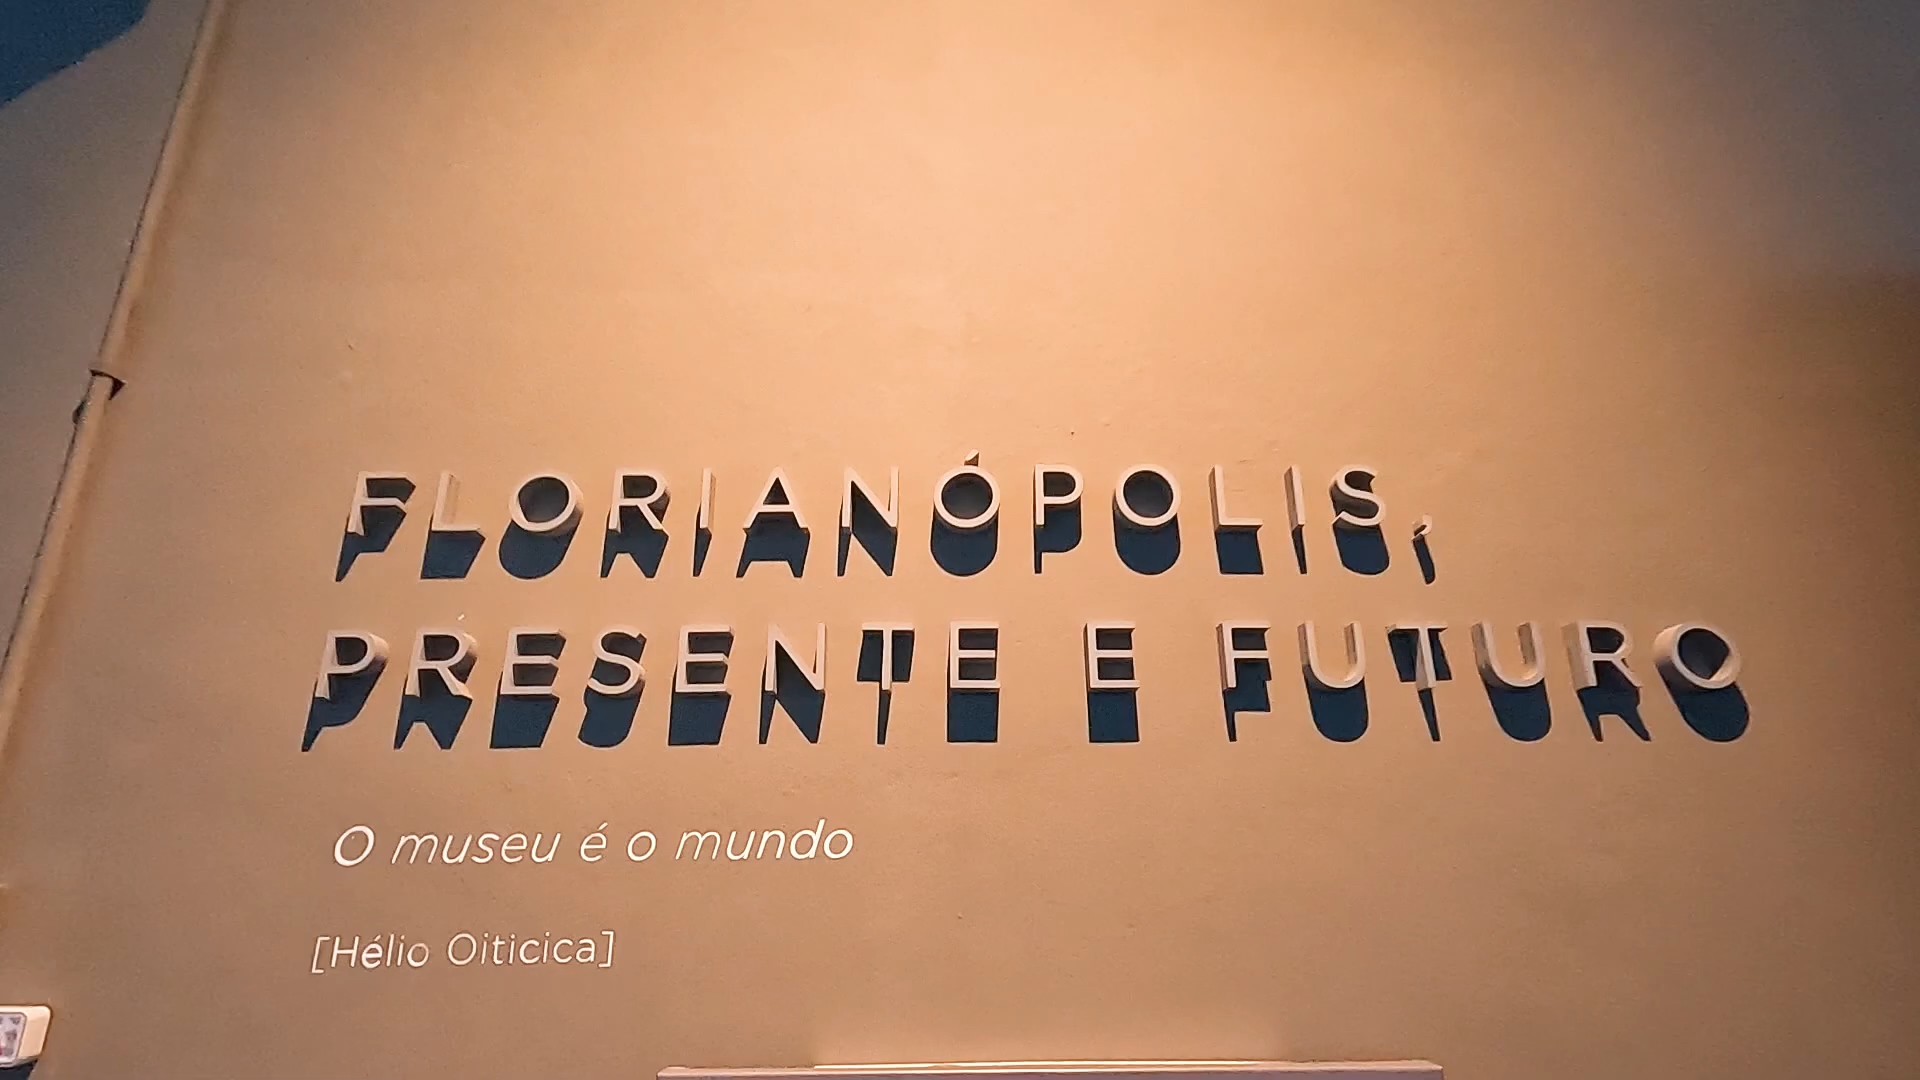 FLORIANÓPOLIS,
PRESENTE E FUTURO
O museu é o mundo
[Hélio Oiticica]